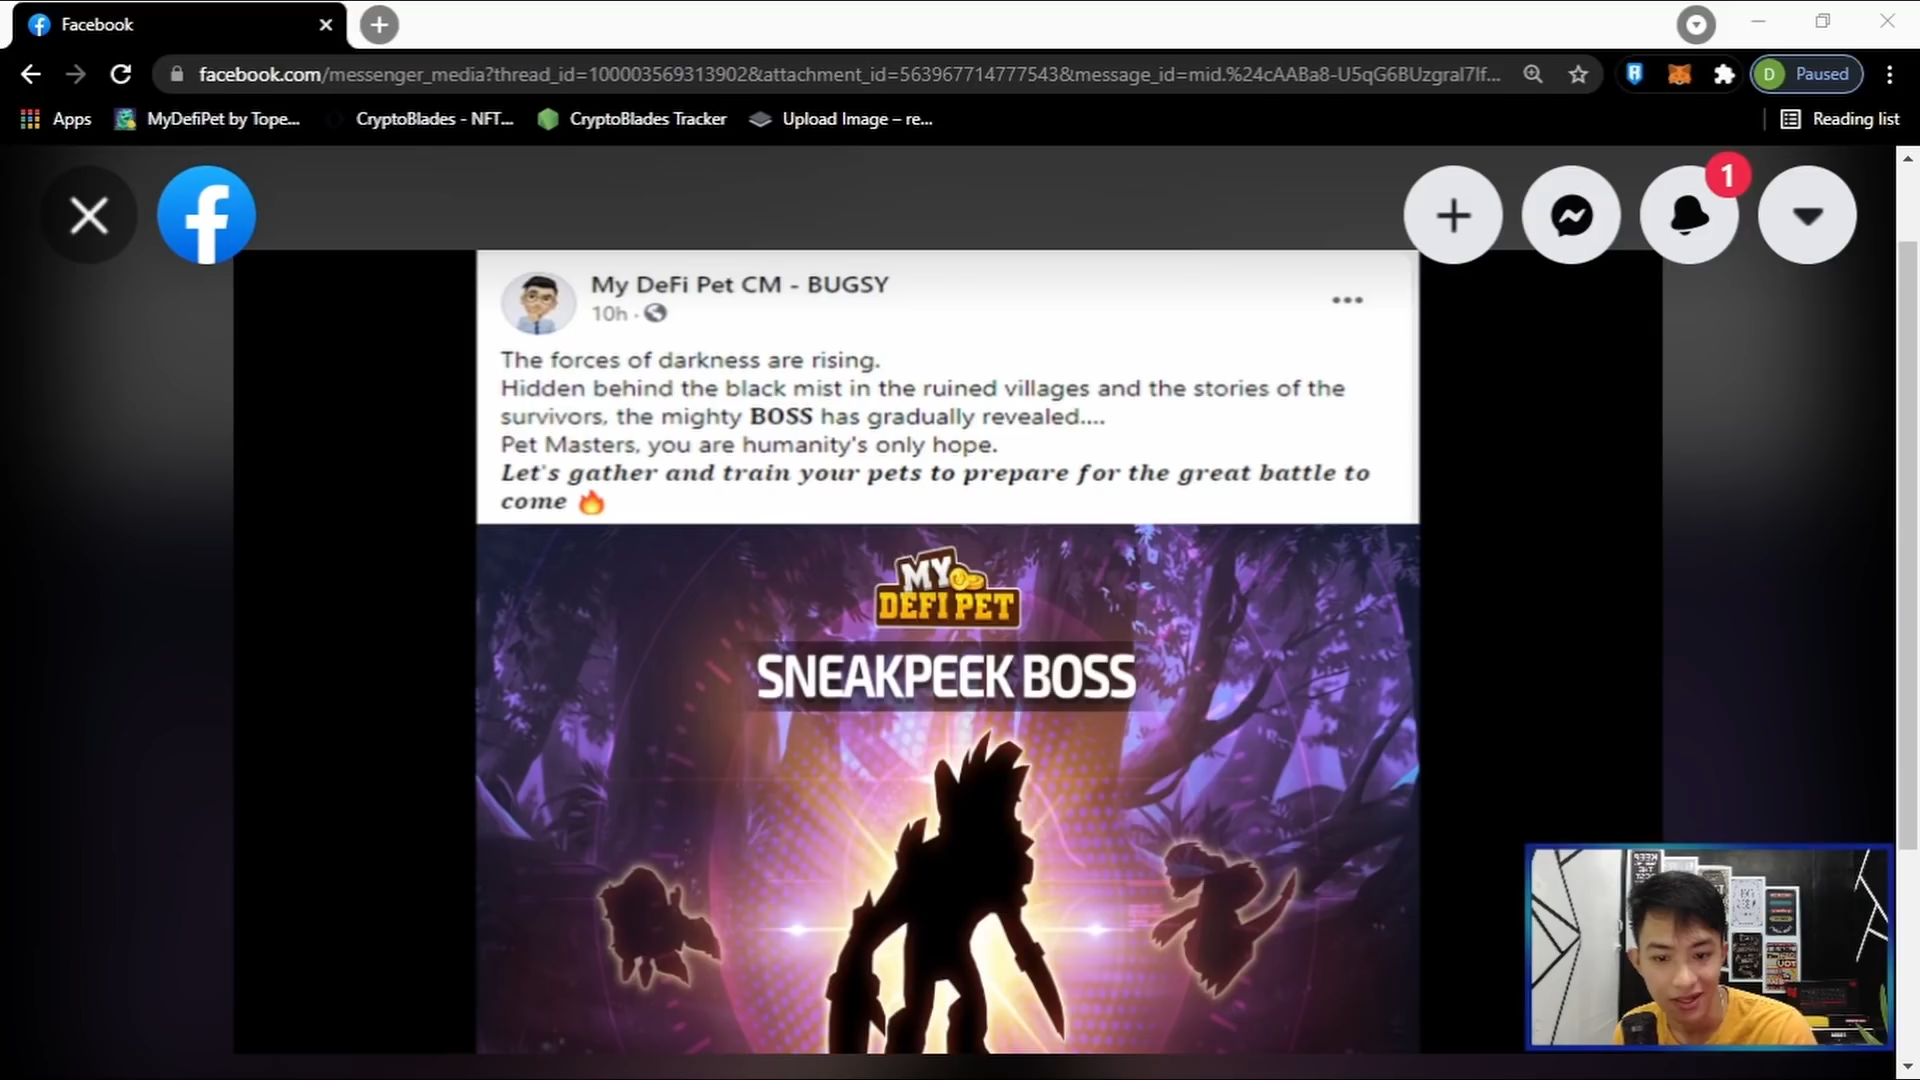 Facebook
facebook.com/messenger_media?thread_id=100003569313902&attachment_id=563967714777543&message_id=mid.%24cAABa8-U5qG6BUzgraI7If...
D Paused
Apps
MyDefiPet by Tope...
CryptoBlades - NFT...
CryptoBlades Tracker
Upload Image – re...
Reading list
1
My DeFi Pet CM - BUGSY
10h ·
The forces of darkness are rising.
Hidden behind the black mist in the ruined villages and the stories of the
survivors, the mighty BOSS has gradually revealed....
Pet Masters, you are humanity's only hope.
Let's gather and train your pets to prepare for the great battle to
come 🔥
MY
DEFI PET
SNEAKPEEK BOSS